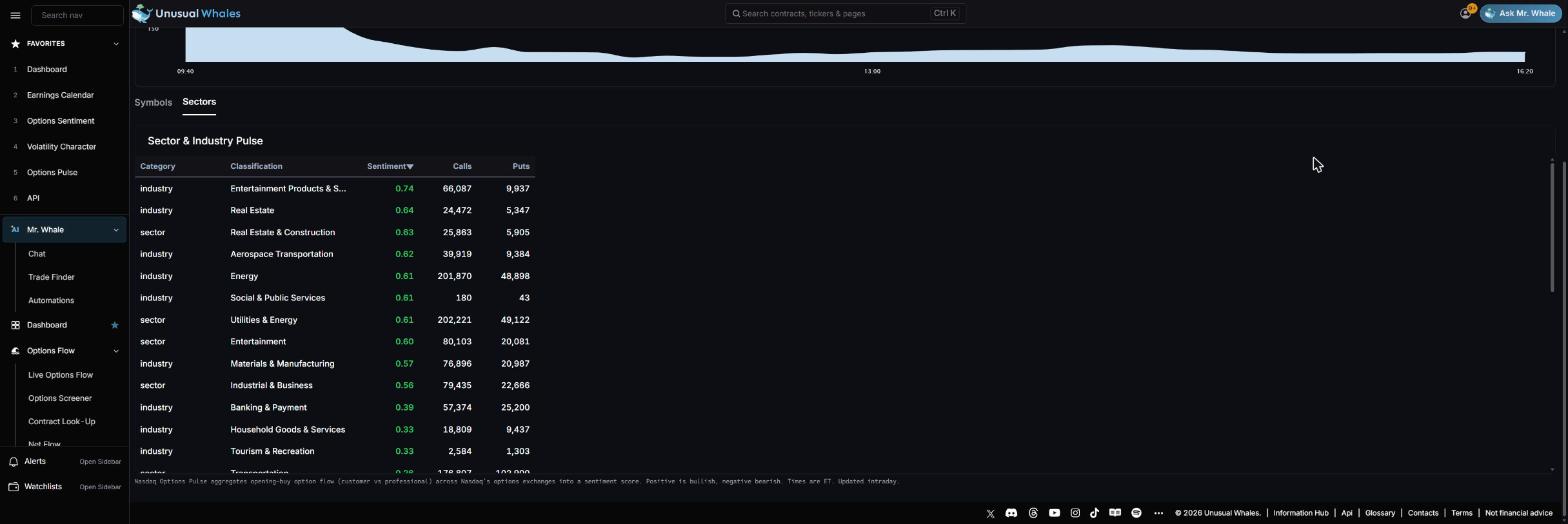 Search nav
Unusual Whales
Search contracts, tickers & pages
Ctrl K
9+
Ask Mr. Whale
FAVORITES
1 Dashboard
2 Earnings Calendar
3 Options Sentiment
4 Volatility Character
5 Options Pulse
6 API
AI Mr. Whale
Chat
Trade Finder
Automations
Dashboard
Options Flow
Live Options Flow
Options Screener
Contract Look-Up
Net Flow
Alerts Open Sidebar
Watchlists Open Sidebar
150
09:40 13:00 16:20
Symbols Sectors
Sector & Industry Pulse
Category Classification Sentiment▼ Calls Puts
industry Entertainment Products & S... 0.74 66,087 9,937
industry Real Estate 0.64 24,472 5,347
sector Real Estate & Construction 0.63 25,863 5,905
industry Aerospace Transportation 0.62 39,919 9,384
industry Energy 0.61 201,870 48,898
industry Social & Public Services 0.61 180 43
sector Utilities & Energy 0.61 202,221 49,122
sector Entertainment 0.60 80,103 20,081
industry Materials & Manufacturing 0.57 76,896 20,987
sector Industrial & Business 0.56 79,435 22,666
industry Banking & Payment 0.39 57,374 25,200
industry Household Goods & Services 0.33 18,809 9,437
industry Tourism & Recreation 0.33 2,584 1,303
sector Transportation
Nasdaq Options Pulse aggregates opening-buy option flow (customer vs professional) across Nasdaq's options exchanges into a sentiment score. Positive is bullish, negative bearish. Times are ET. Updated intraday.
© 2026 Unusual Whales. | Information Hub | Api | Glossary | Contacts | Terms | Not financial advice